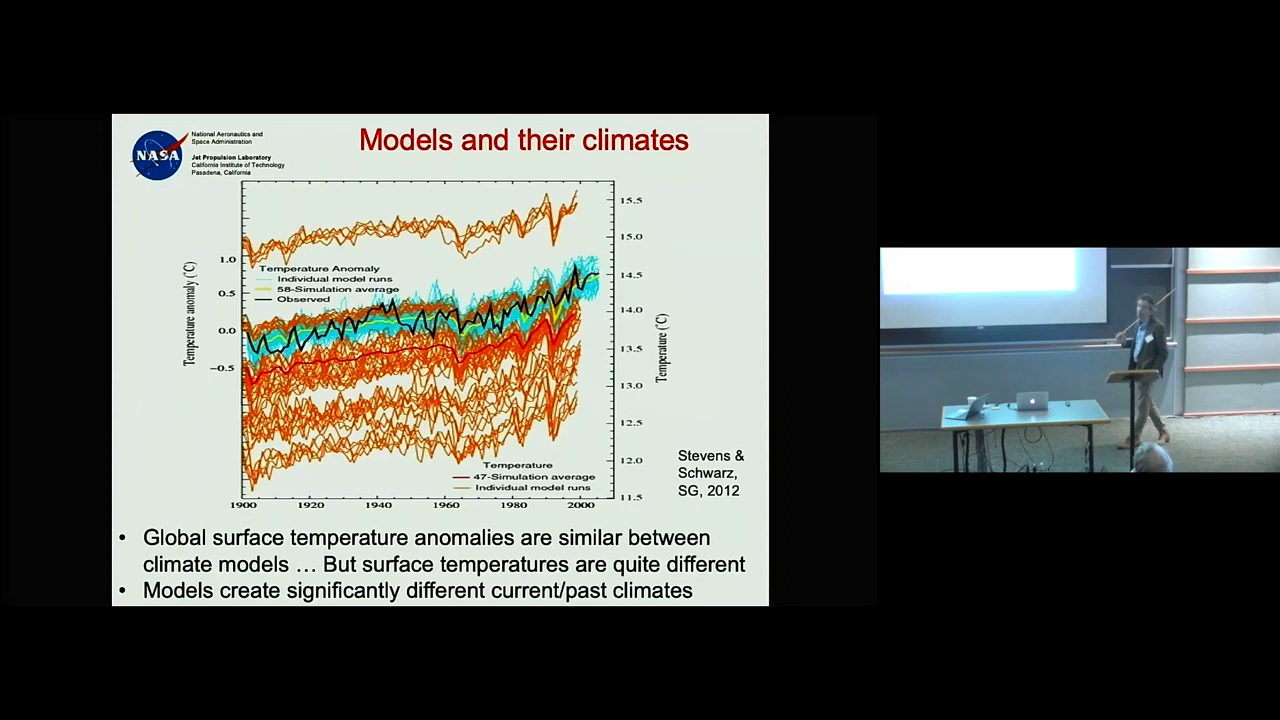 National Aeronautics and
Space Administration
NASA
Jet Propulsion Laboratory
California Institute of Technology
Pasadena, California
Models and their climates
Temperature anomaly (°C)
1.0
0.5
0.0
−0.5
Temperature Anomaly
Individual model runs
58-Simulation average
Observed
15.5
15.0
14.5
14.0
13.5
13.0
12.5
12.0
11.5
Temperature (°C)
Temperature
47-Simulation average
Individual model runs
1900
1920
1940
1960
1980
2000
Stevens &
Schwarz,
SG, 2012
• Global surface temperature anomalies are similar between
climate models … But surface temperatures are quite different
• Models create significantly different current/past climates